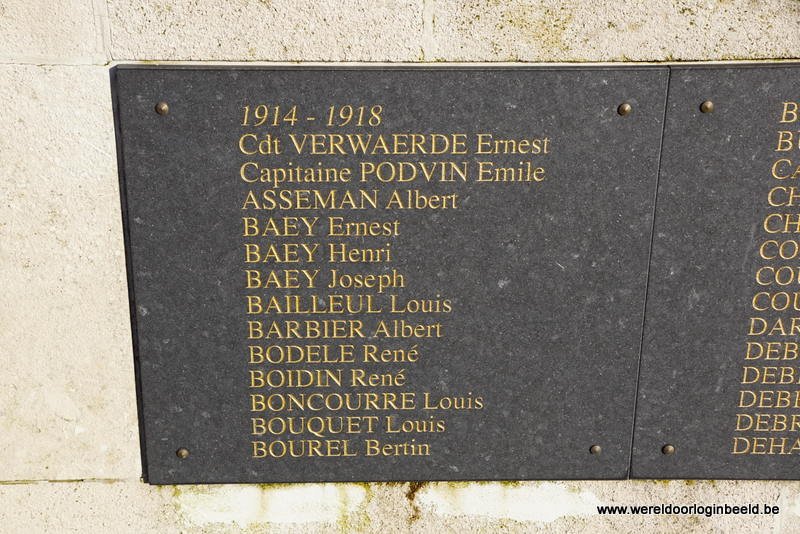 1914 - 1918
Cdt VERWAERDE Ernest
Capitaine PODVIN Emile
ASSEMAN Albert
BAEY Ernest
BAEY Henri
BAEY Joseph
BAILLEUL Louis
BARBIER Albert
BODELE René
BOIDIN René
BONCOURRE Louis
BOUQUET Louis
BOUREL Bertin
www.wereldoorloginbeeld.be